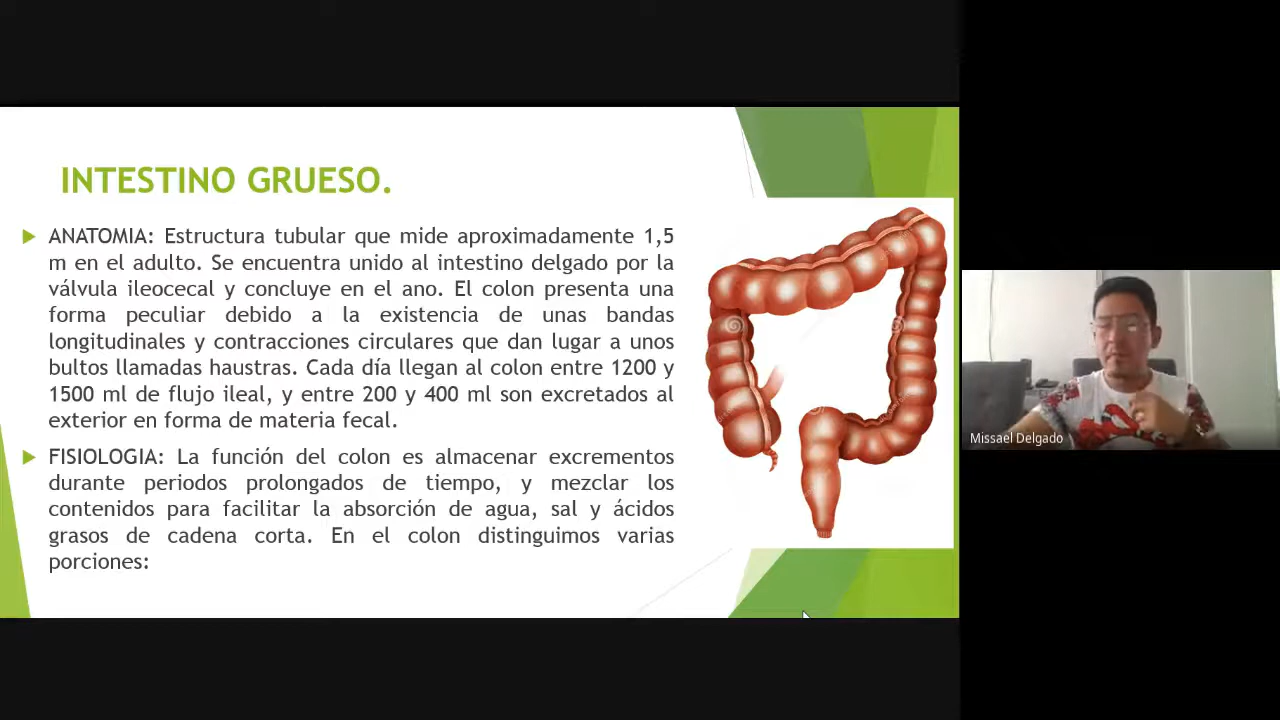 INTESTINO GRUESO.
ANATOMIA: Estructura tubular que mide aproximadamente 1,5
m en el adulto. Se encuentra unido al intestino delgado por la
válvula ileocecal y concluye en el ano. El colon presenta una
forma peculiar debido a la existencia de unas bandas
longitudinales y contracciones circulares que dan lugar a unos
bultos llamadas haustras. Cada día llegan al colon entre 1200 y
1500 ml de flujo ileal, y entre 200 y 400 ml son excretados al
exterior en forma de materia fecal.
FISIOLOGIA: La función del colon es almacenar excrementos
durante periodos prolongados de tiempo, y mezclar los
contenidos para facilitar la absorción de agua, sal y ácidos
grasos de cadena corta. En el colon distinguimos varias
porciones:
Missael Delgado